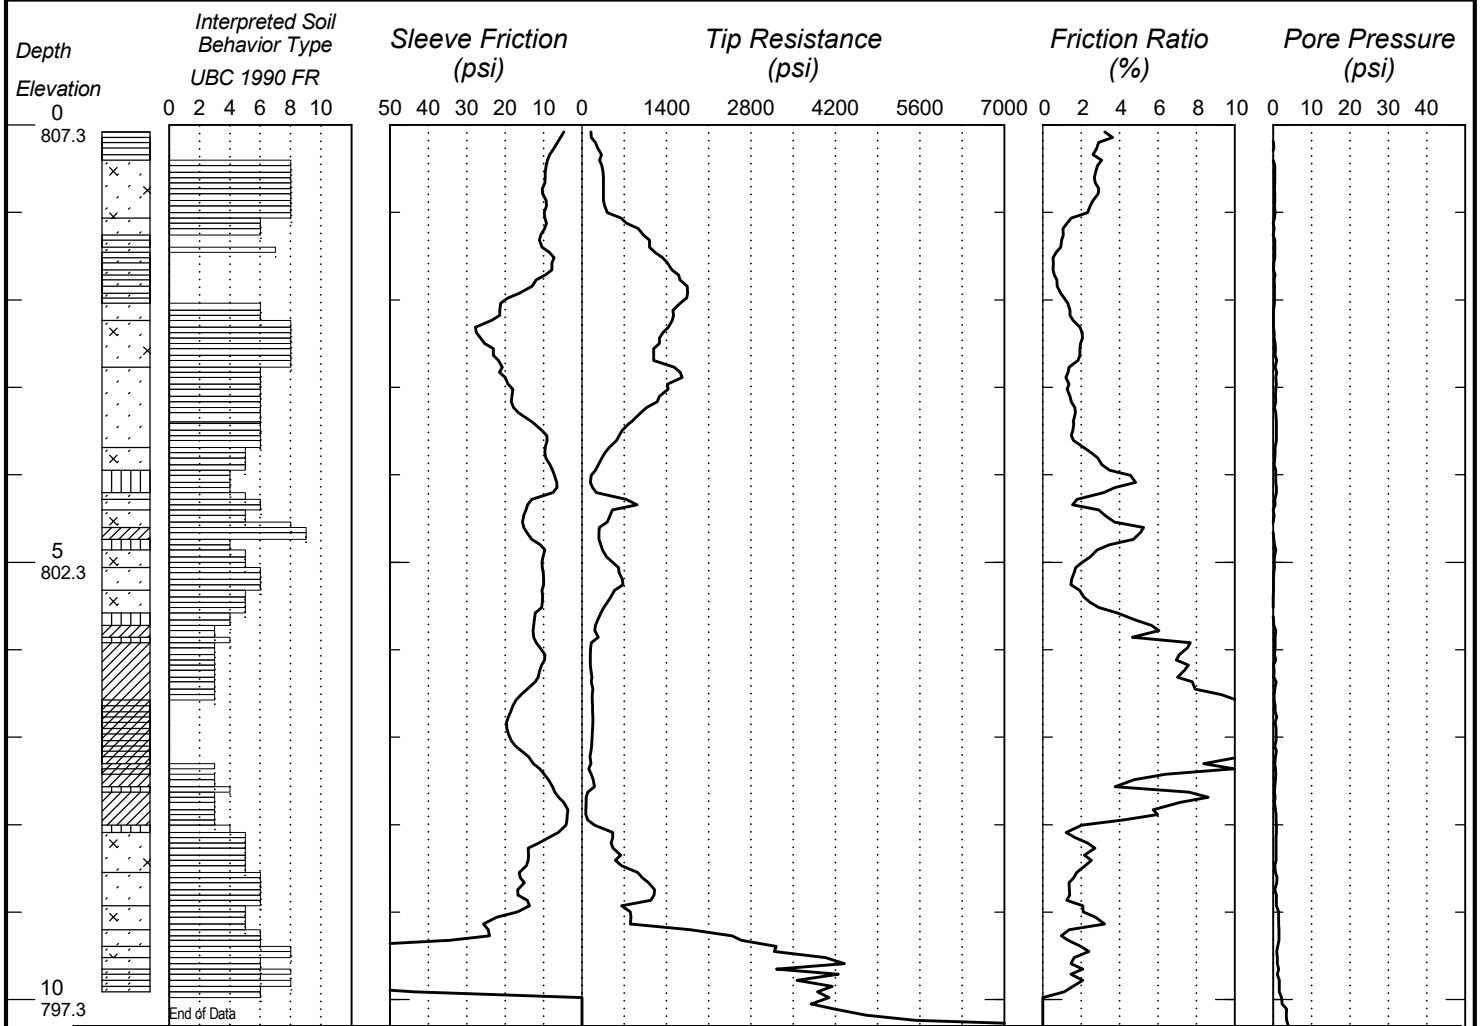 Depth
Elevation
Interpreted Soil
Behavior Type
UBC 1990 FR
Sleeve Friction
(psi)
Tip Resistance
(psi)
Friction Ratio
(%)
Pore Pressure
(psi)
0 2 4 6 8 10
50 30 20 10 0 1400 2800 4200 5600 7000
0 2 4 6 8 10
0 10 20 30 40
0
807.3
5
802.3
10
797.3
End of Data